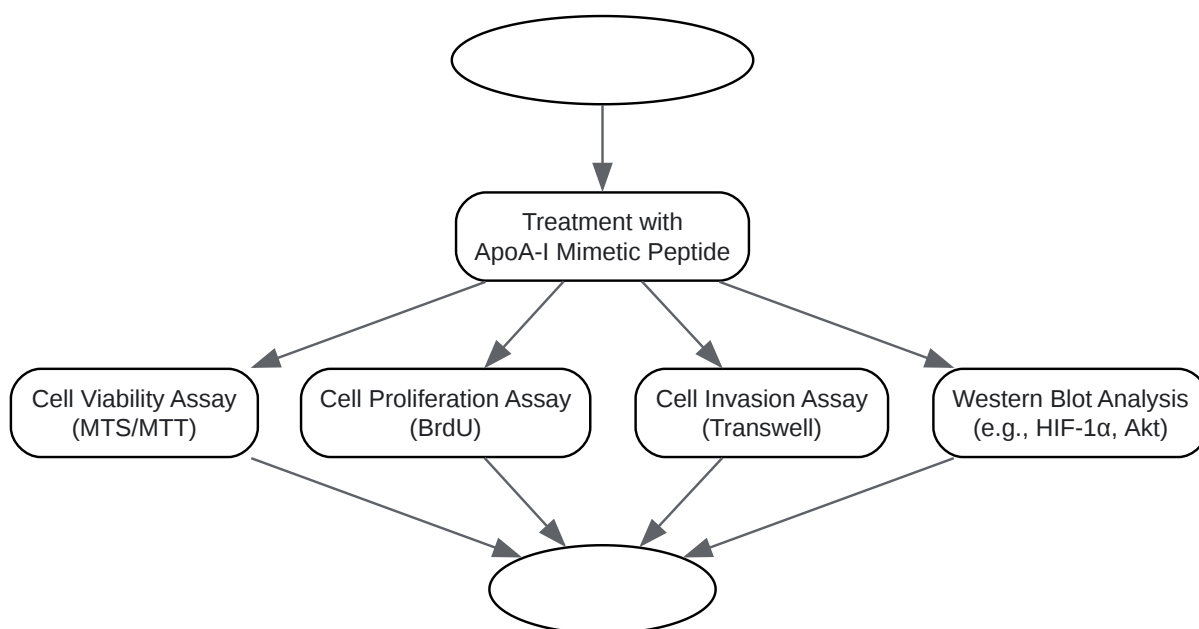 Treatment with
ApoA-I Mimetic Peptide
Cell Viability Assay
(MTS/MTT)
Cell Proliferation Assay
(BrdU)
Cell Invasion Assay
(Transwell)
Western Blot Analysis
(e.g., HIF-1α, Akt)